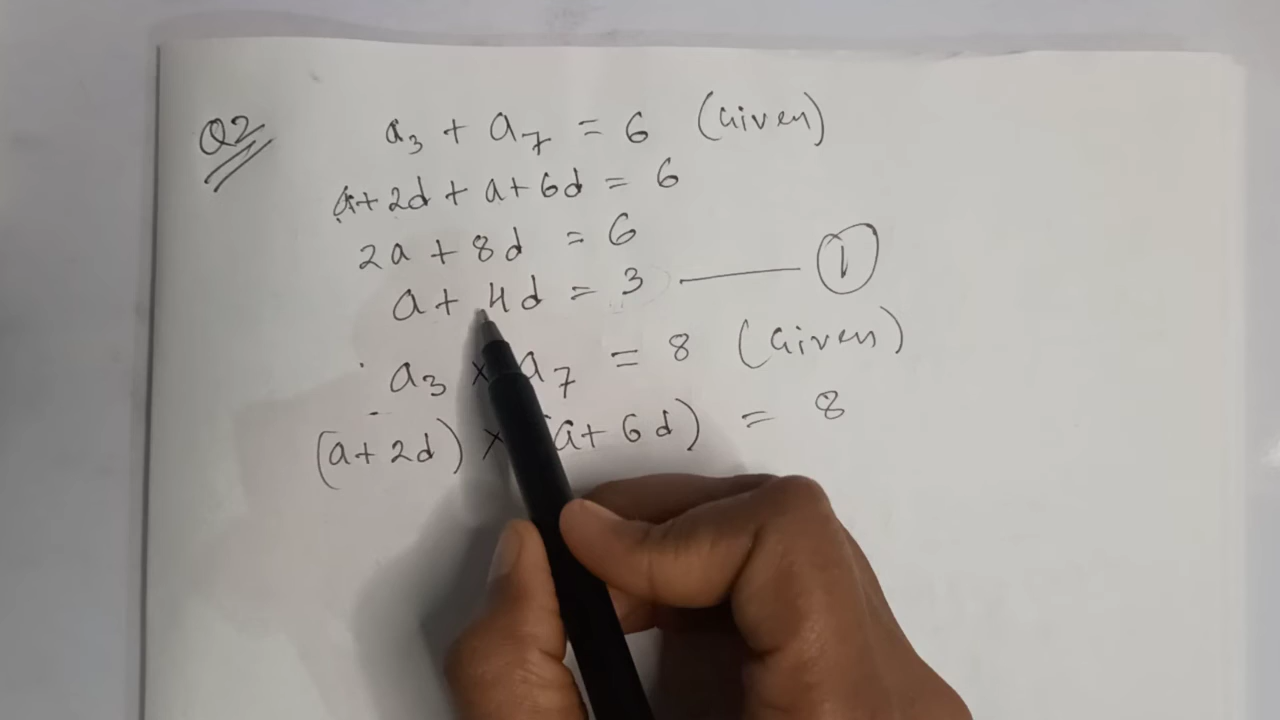 Q2 a₃ + a₇ = 6 (Given)
a+2d + a+6d = 6
2a + 8d = 6
a + 4d = 3 —— ①
a₃ × a₇ = 8 (Given)
(a+2d) × (a+6d) = 8